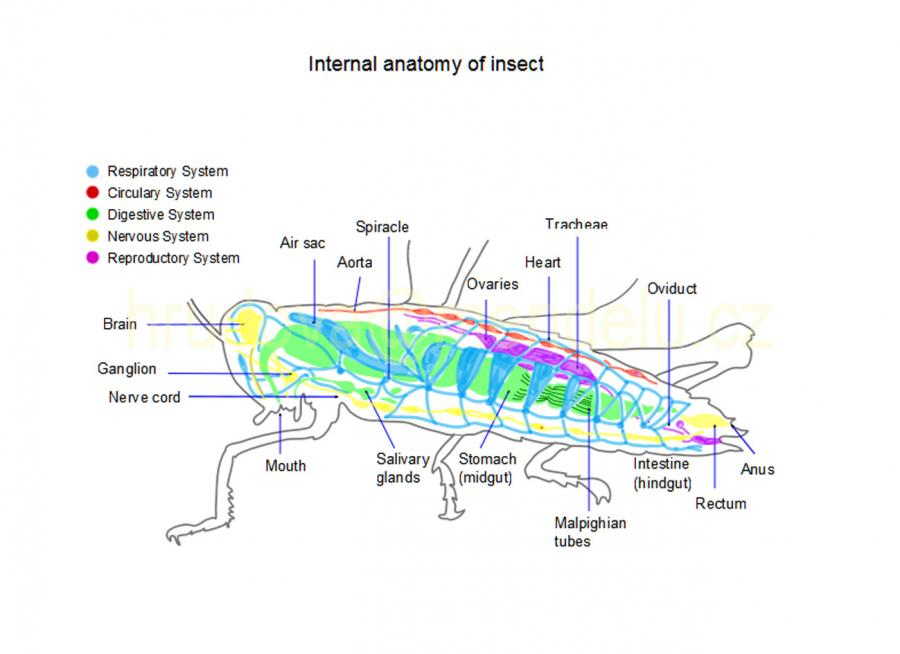 Internal anatomy of insect
Respiratory System
Circulary System
Digestive System
Nervous System
Reproductory System
Spiracle
Tracheae
Air sac
Aorta
Heart
Ovaries
Oviduct
Brain
Ganglion
Nerve cord
Mouth
Salivary
glands
Stomach
(midgut)
Intestine
(hindgut)
Anus
Rectum
Malpighian
tubes